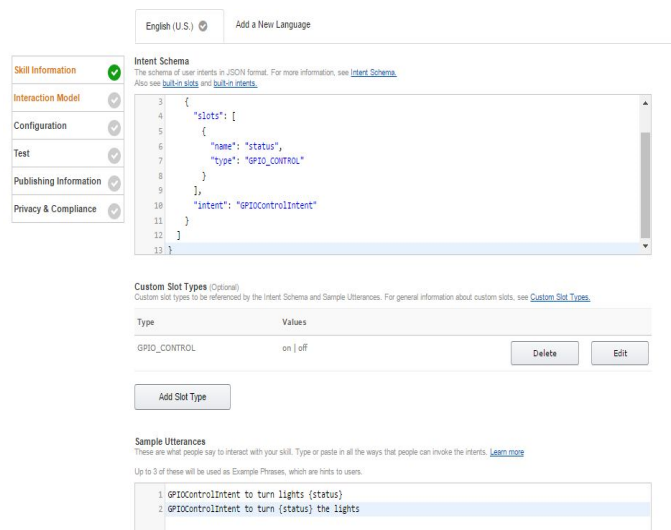 English (U.S.)
Add a New Language
Skill Information
Interaction Model
Configuration
Test
Publishing Information
Privacy & Compliance
Intent Schema
The schema of user intents in JSON format. For more information, see Intent Schema.
Also see built-in slots and built-in intents.
3 {
4 "slots": [
5 {
6 "name": "status",
7 "type": "GPIO_CONTROL"
8 }
9 ],
10 "intent": "GPIOControlIntent"
11 }
12 ]
13 }
Custom Slot Types (Optional)
Custom slot types to be referenced by the Intent Schema and Sample Utterances. For general information about custom slots, see Custom Slot Types.
Type Values
GPIO_CONTROL on | off Delete Edit
Add Slot Type
Sample Utterances
These are what people say to interact with your skill. Type or paste in all the ways that people can invoke the intents. Learn more
Up to 3 of these will be used as Example Phrases, which are hints to users.
1 GPIOControlIntent to turn lights {status}
2 GPIOControlIntent to turn {status} the lights